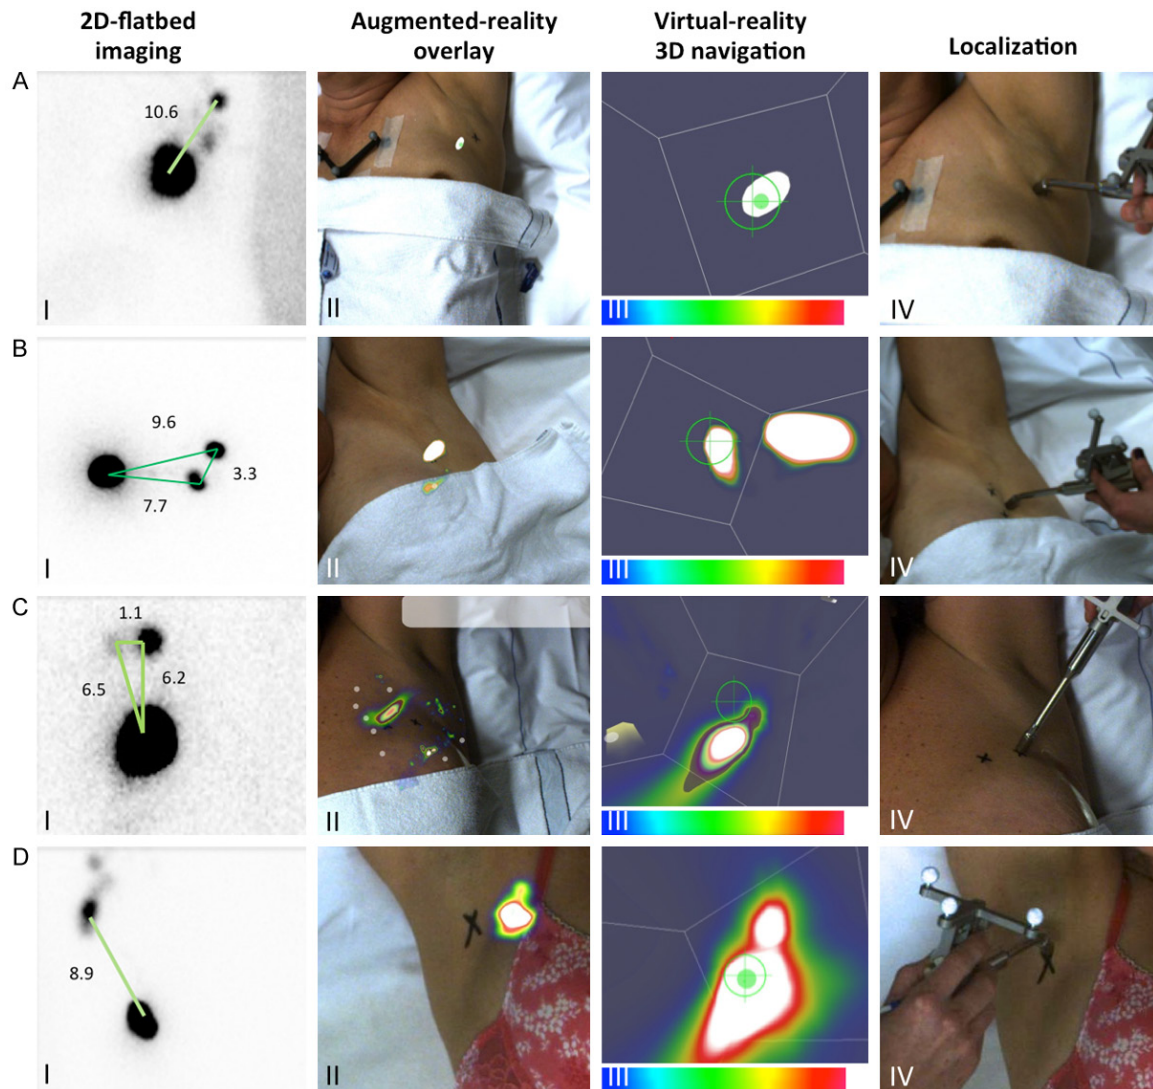 2D-flatbed
imaging
Augmented-reality
overlay
Virtual-reality
3D navigation
Localization
A
10.6
I
II
III
IV
B
9.6
3.3
7.7
I
II
III
IV
C
1.1
6.5
6.2
I
II
III
IV
D
8.9
I
II
III
IV